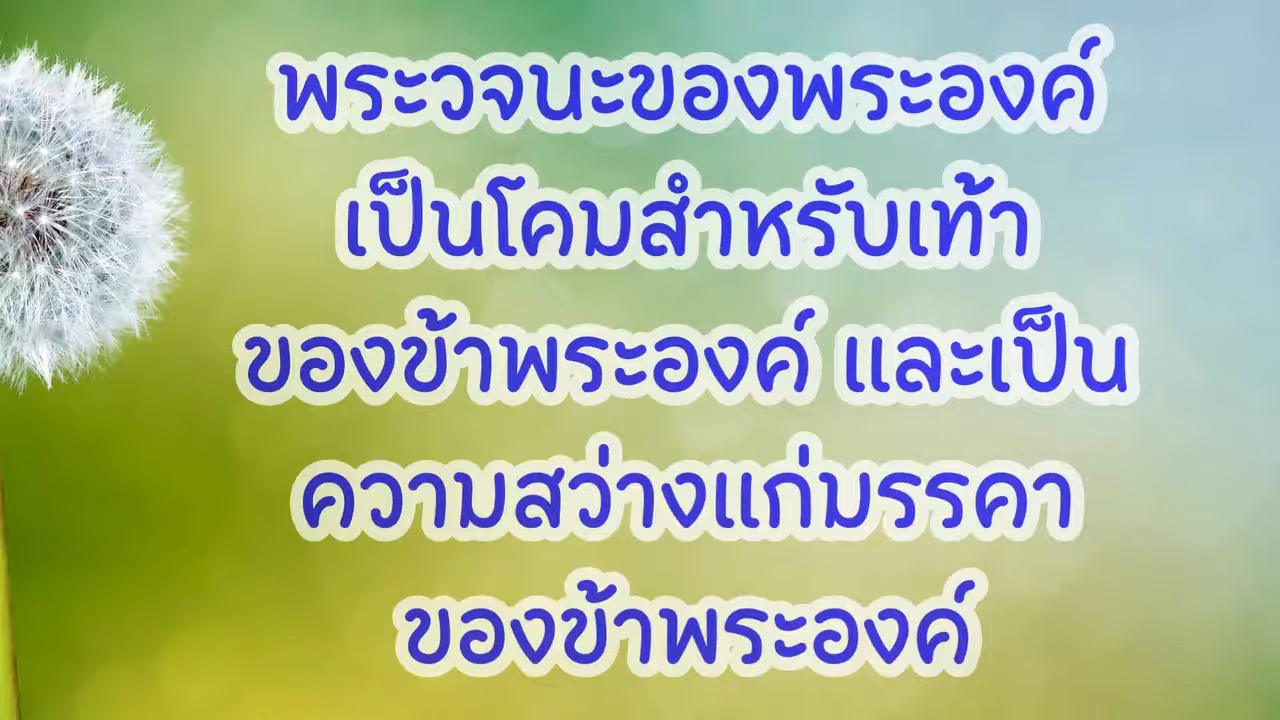 พระวจนะของพระองค์
เป็นโคมสำหรับเท้า
ของข้าพระองค์ และเป็น
ความสว่างแก่มรรคา
ของข้าพระองค์